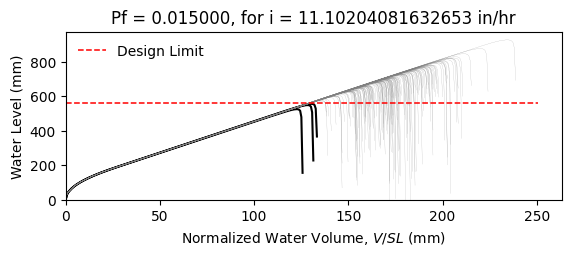 Pf = 0.015000, for i = 11.10204081632653 in/hr
Design Limit
Water Level (mm)
800
600
400
200
0
0 50 100 150 200 250
Normalized Water Volume, V/SL (mm)